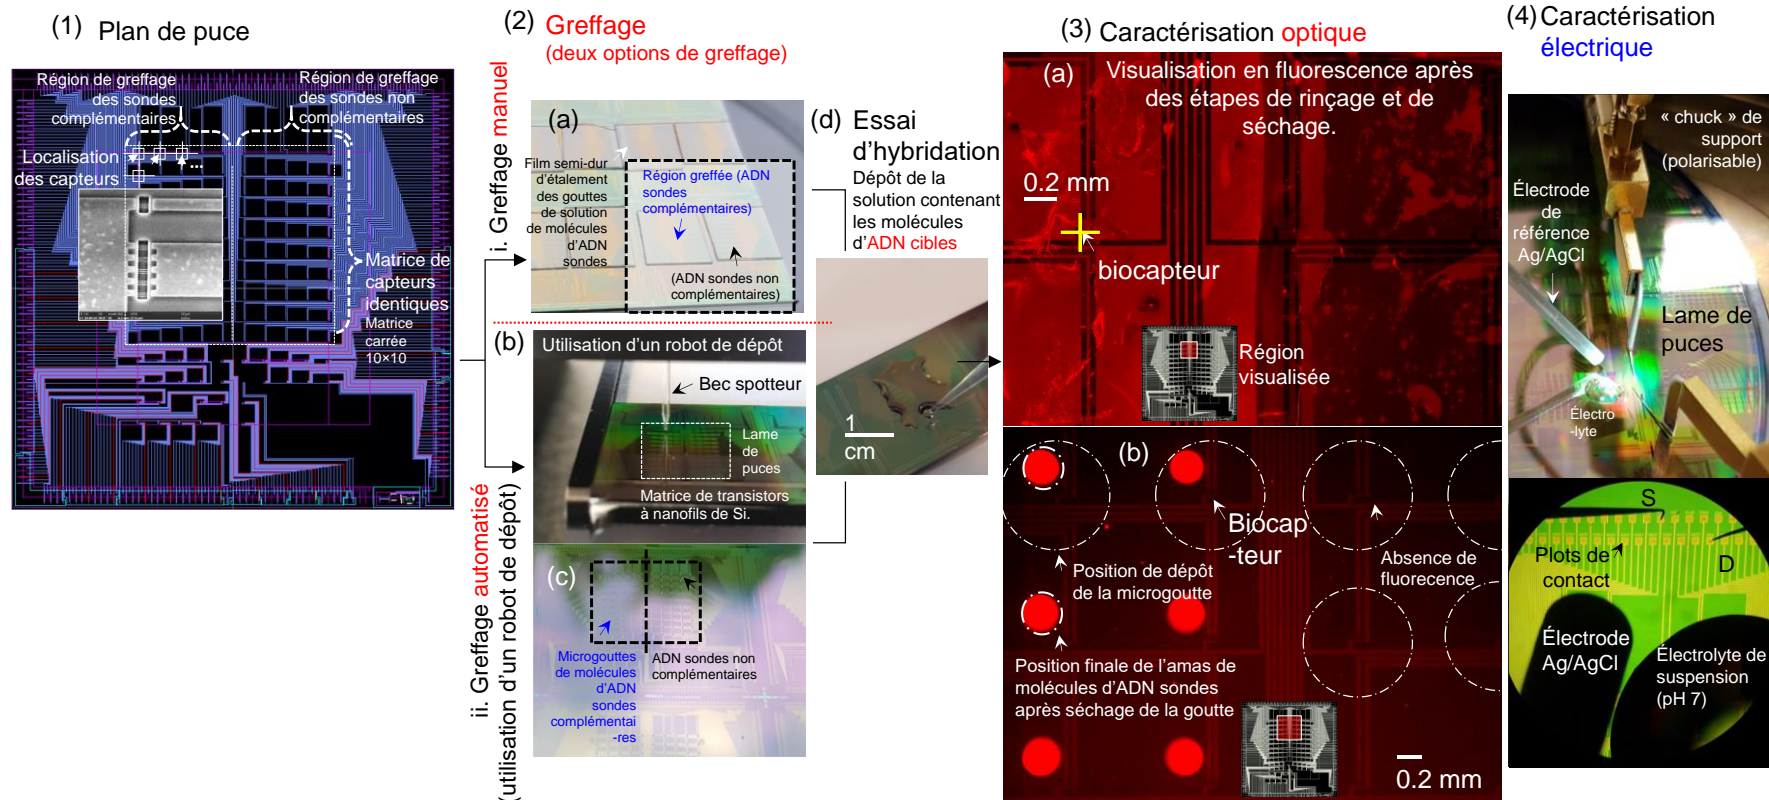 (1) Plan de puce
Région de greffage
des sondes
complémentaires
Région de greffage
des sondes non
complémentaires
Localisation
des capteurs
...
Matrice de
capteurs
identiques
Matrice
carrée
10×10
(2) Greffage
(deux options de greffage)
i. Greffage manuel
(a)
Film semi-dur
d’étalement
des gouttes
de solution
de molécules
d’ADN
sondes
Région greffée (ADN
sondes
complémentaires)
(ADN sondes non
complémentaires)
ii. Greffage automatisé
(utilisation d’un robot de dépôt)
(b)
Utilisation d’un robot de dépôt
Bec spotteur
Lame
de
puces
Matrice de transistors
à nanofils de Si.
(c)
Microgouttes
de molécules
d’ADN
sondes
complémentai
-res
ADN sondes non
complémentaires
(d) Essai
d’hybridation
Dépôt de la
solution contenant
les molécules
d’ADN cibles
1
cm
(3) Caractérisation optique
(a) Visualisation en fluorescence après
des étapes de rinçage et de
séchage.
0.2 mm
biocapteur
Région
visualisée
(b)
Biocap
-teur
Position de dépôt
de la microgoutte
Absence de
fluorecence
Position finale de l’amas de
molécules d’ADN sondes
après séchage de la goutte
0.2 mm
(4) Caractérisation
électrique
« chuck » de
support
(polarisable)
Électrode
de
référence
Ag/AgCl
Lame de
puces
Électro
-lyte
S
D
Plots de
contact
Électrode
Ag/AgCl
Électrolyte de
suspension
(pH 7)